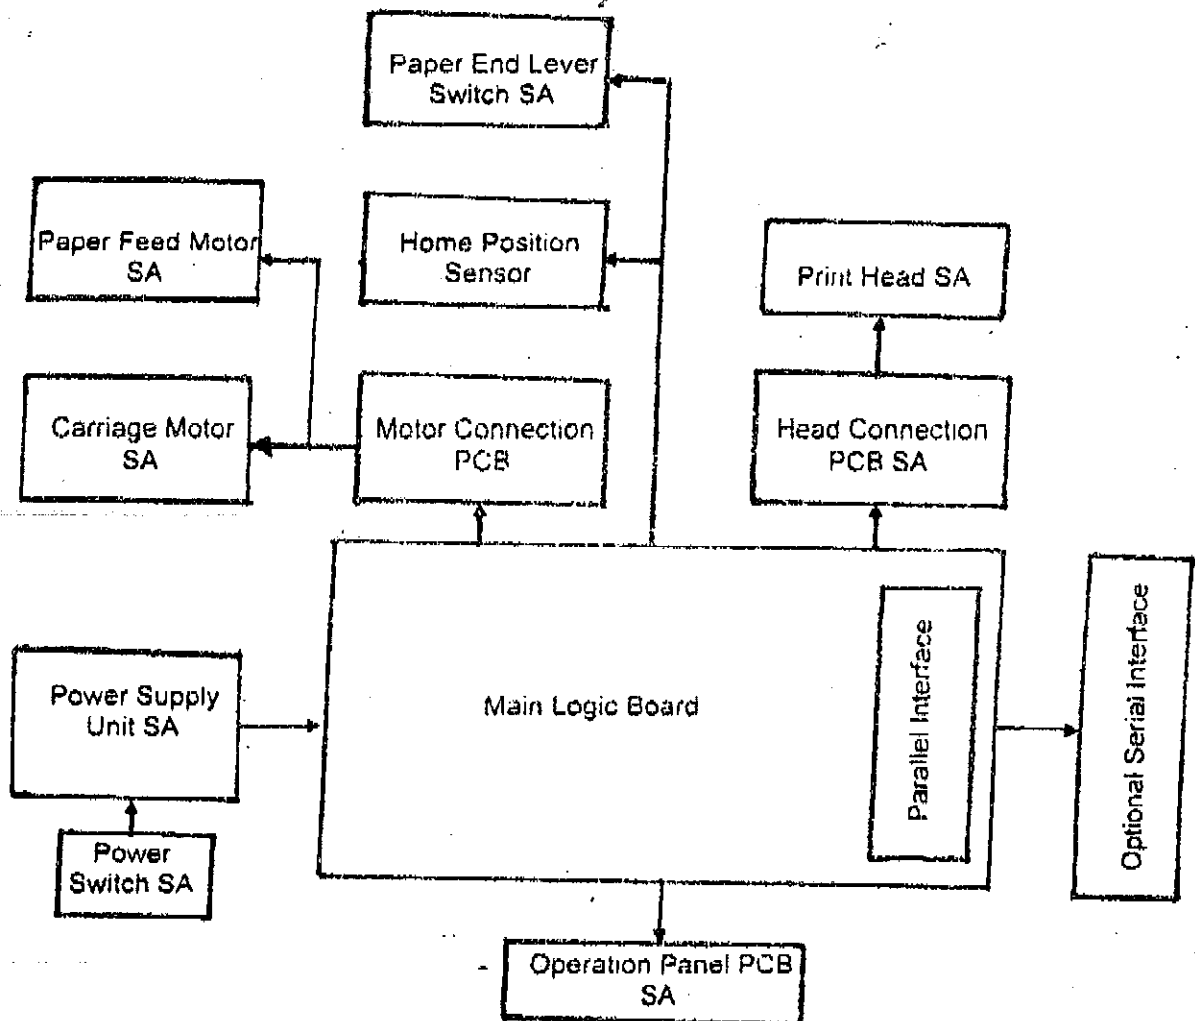 Paper End Lever
Switch SA
Paper Feed Motor
SA
Home Position
Sensor
Print Head SA
Carriage Motor
SA
Motor Connection
PCB
Head Connection
PCB SA
Power Supply
Unit SA
Main Logic Board
Parallel Interface
Optional Serial Interface
Power
Switch SA
Operation Panel PCB
SA